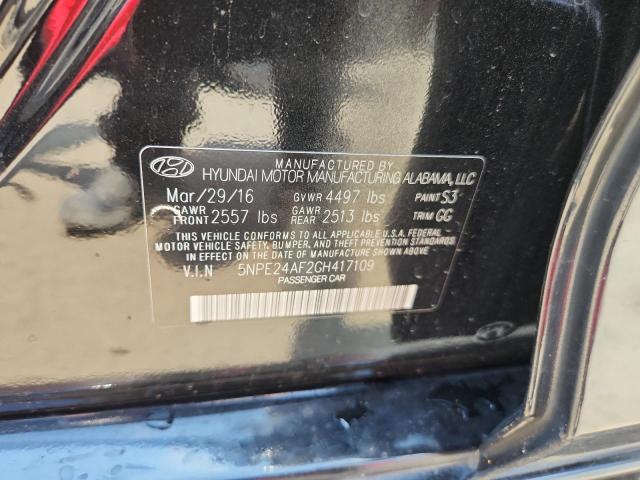 MANUFACTURED BY
HYUNDAI MOTOR MANUFACTURING ALABAMA, LLC
Mar/29/16 GVWR 4497 lbs PAINT S3
GAWR FRONT 2557 lbs GAWR REAR 2513 lbs TRIM GG
THIS VEHICLE CONFORMS TO ALL APPLICABLE U.S.A. FEDERAL
MOTOR VEHICLE SAFETY, BUMPER, AND THEFT PREVENTION STANDARDS
IN EFFECT ON THE DATE OF MANUFACTURE SHOWN ABOVE.
V.I.N 5NPE24AF2GH417109
PASSENGER CAR